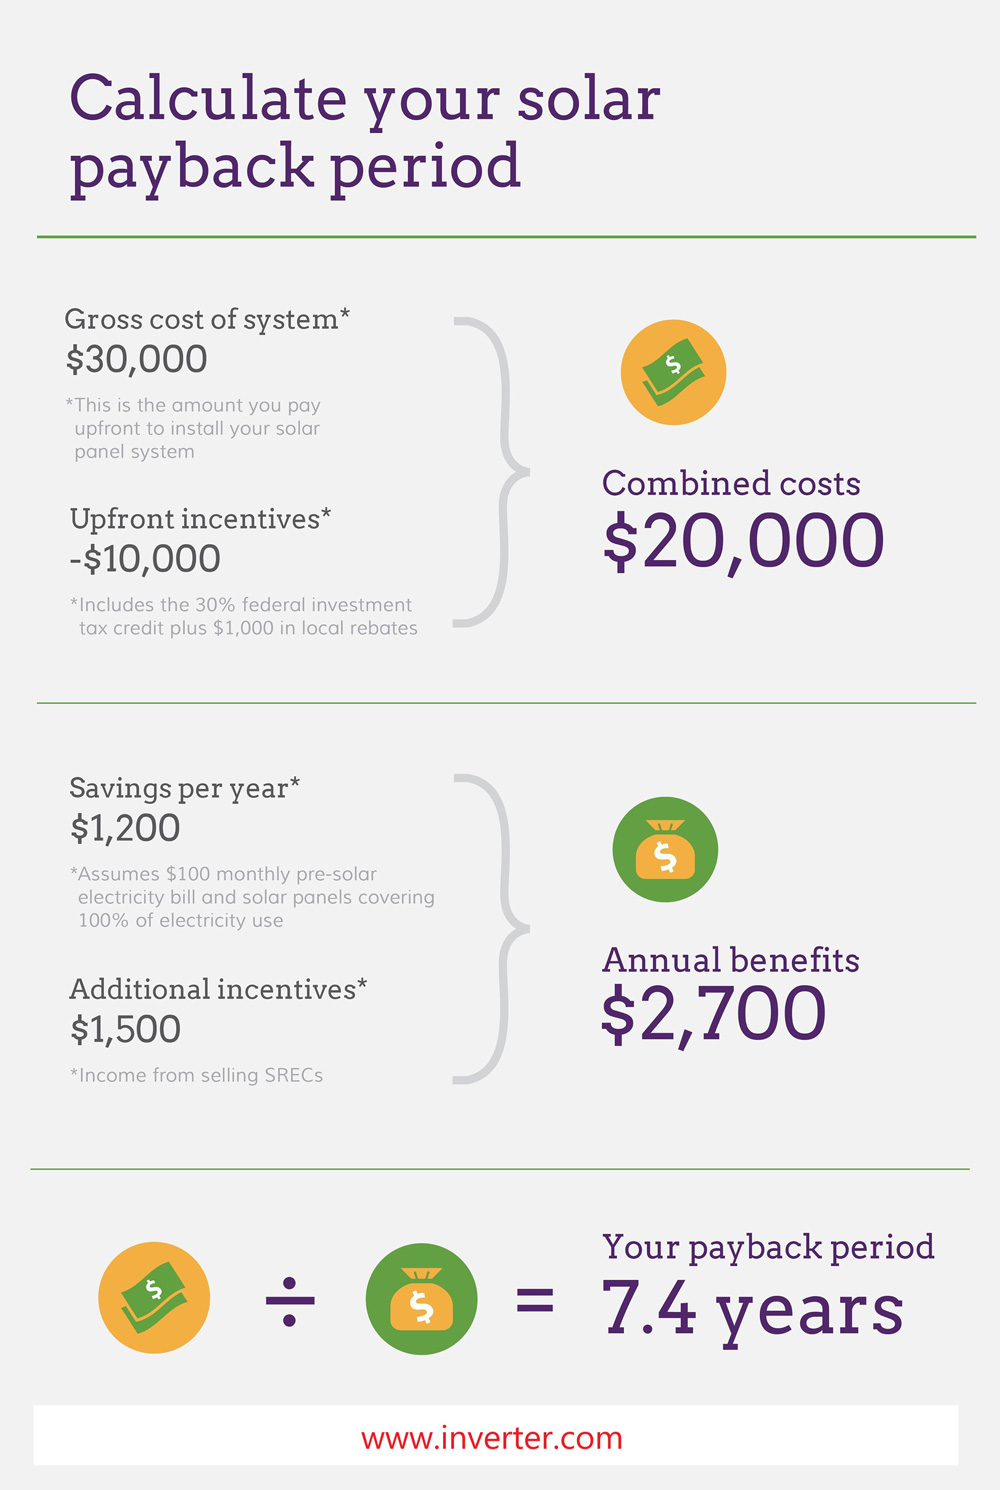 Calculate your solar
payback period
Gross cost of system*
$30,000
*This is the amount you pay
upfront to install your solar
panel system
Upfront incentives*
-$10,000
*Includes the 30% federal investment
tax credit plus $1,000 in local rebates
$
Combined costs
$20,000
Savings per year*
$1,200
*Assumes $100 monthly pre-solar
electricity bill and solar panels covering
100% of electricity use
Additional incentives*
$1,500
*Income from selling SRECs
$
Annual benefits
$2,700
$ ÷ $ =
Your payback period
7.4 years
www.inverter.com